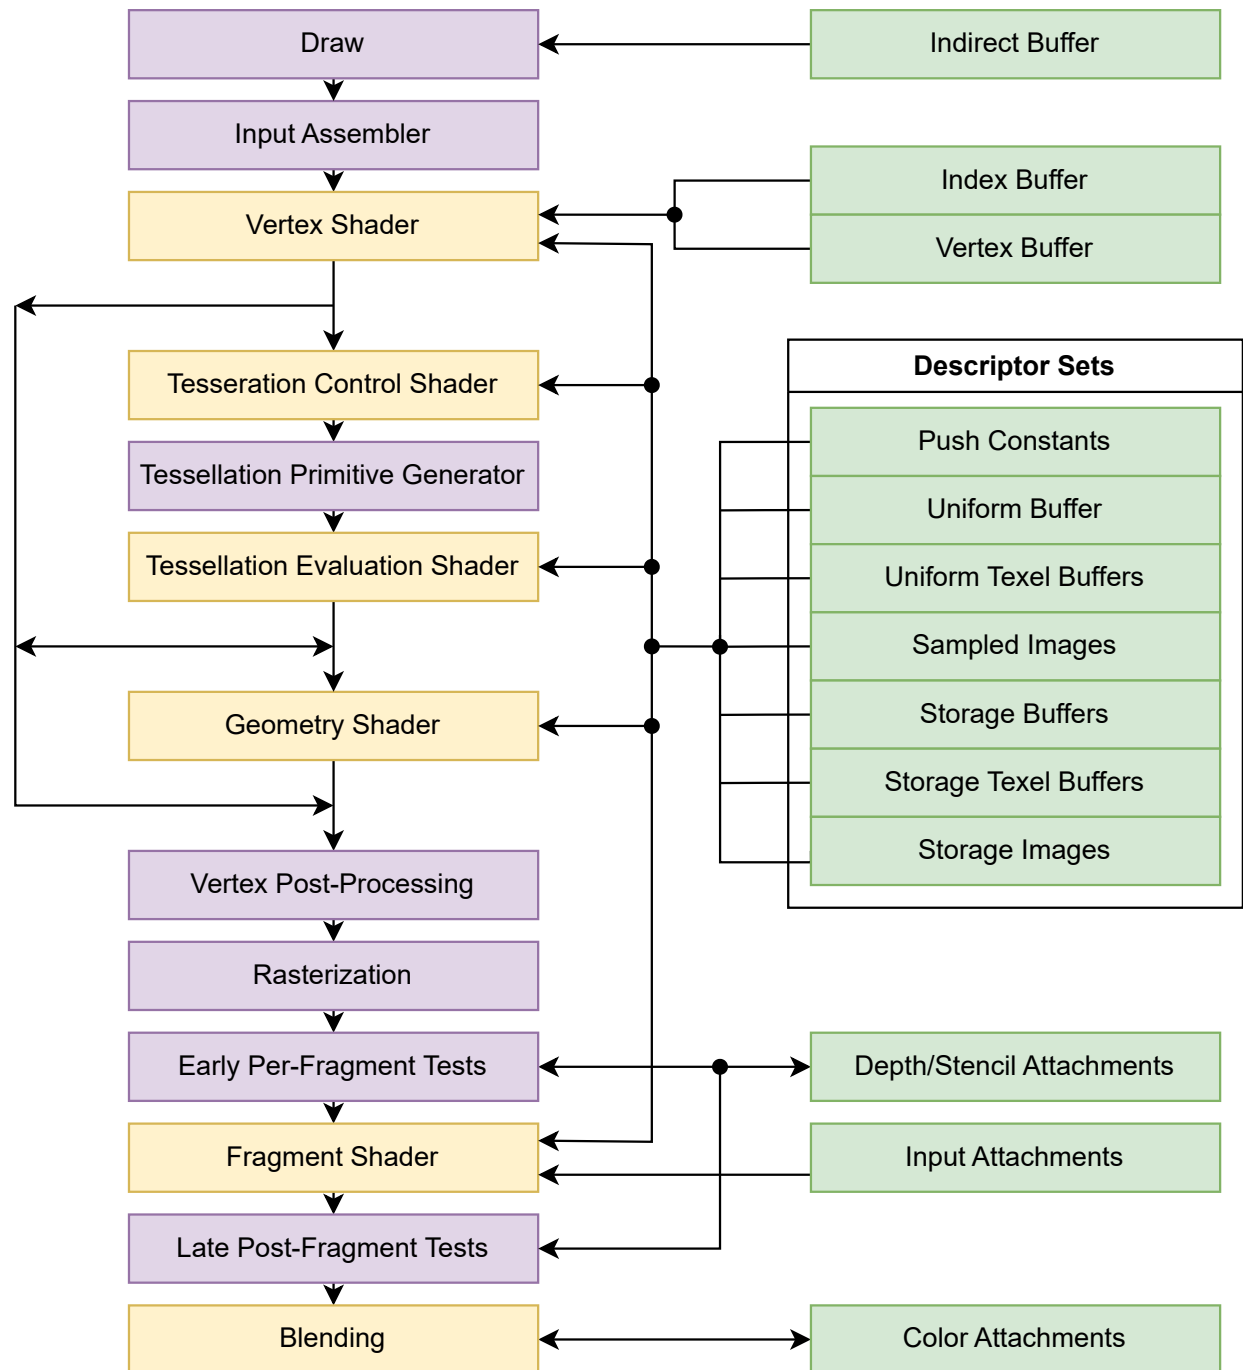 Draw
Indirect Buffer
Input Assembler
Index Buffer
Vertex Shader
Vertex Buffer
Descriptor Sets
Tesseration Control Shader
Push Constants
Tessellation Primitive Generator
Uniform Buffer
Tessellation Evaluation Shader
Uniform Texel Buffers
Sampled Images
Geometry Shader
Storage Buffers
Storage Texel Buffers
Storage Images
Vertex Post-Processing
Rasterization
Early Per-Fragment Tests
Depth/Stencil Attachments
Fragment Shader
Input Attachments
Late Post-Fragment Tests
Blending
Color Attachments